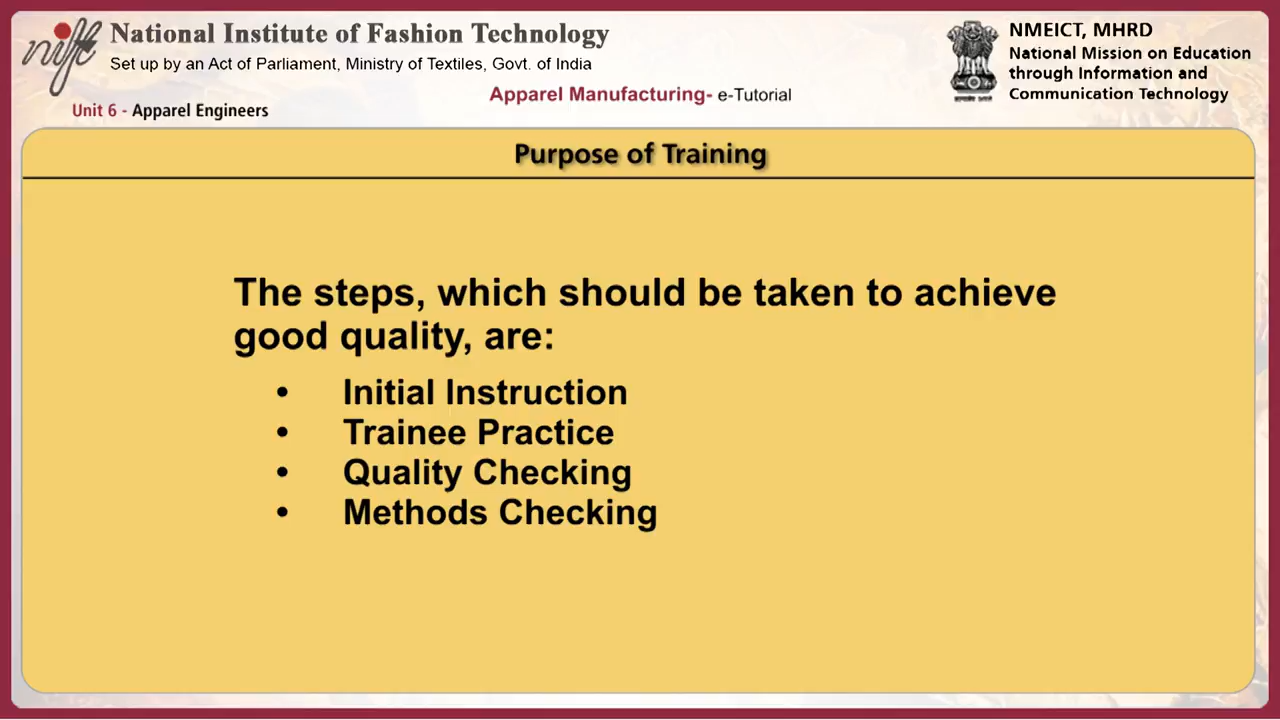 nift
National Institute of Fashion Technology
Set up by an Act of Parliament, Ministry of Textiles, Govt. of India
Apparel Manufacturing- e-Tutorial
Unit 6 - Apparel Engineers
NMEICT, MHRD
National Mission on Education
through Information and
Communication Technology
Purpose of Training
The steps, which should be taken to achieve
good quality, are:
• Initial Instruction
• Trainee Practice
• Quality Checking
• Methods Checking